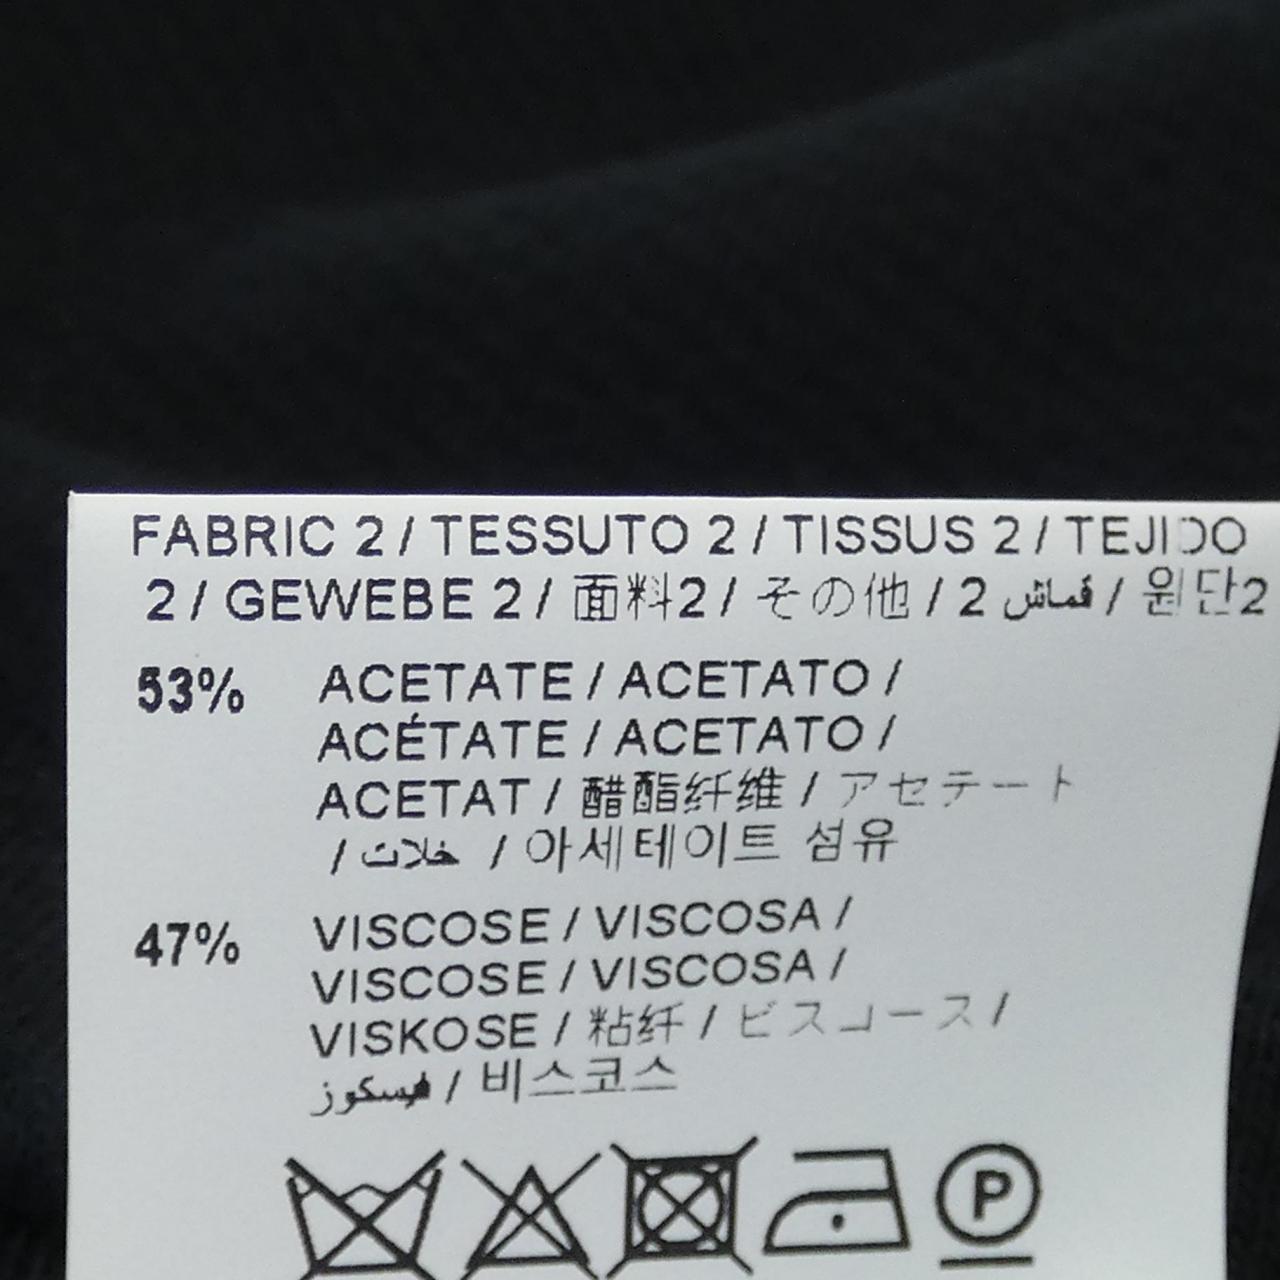 FABRIC 2 / TESSUTO 2 / TISSUS 2 / TEJIDO
2 / GEWEBE 2 / 面料2 / その他 / 2 قماش / 원단2
53% ACETATE / ACETATO /
ACÉTATE / ACETATO /
ACETAT / 醋酯纤维 / アセテート
/ خلات / 아세테이트 섬유
47% VISCOSE / VISCOSA /
VISCOSE / VISCOSA /
VISKOSE / 粘纤 / ビスコース /
فيسكوز / 비스코스
P